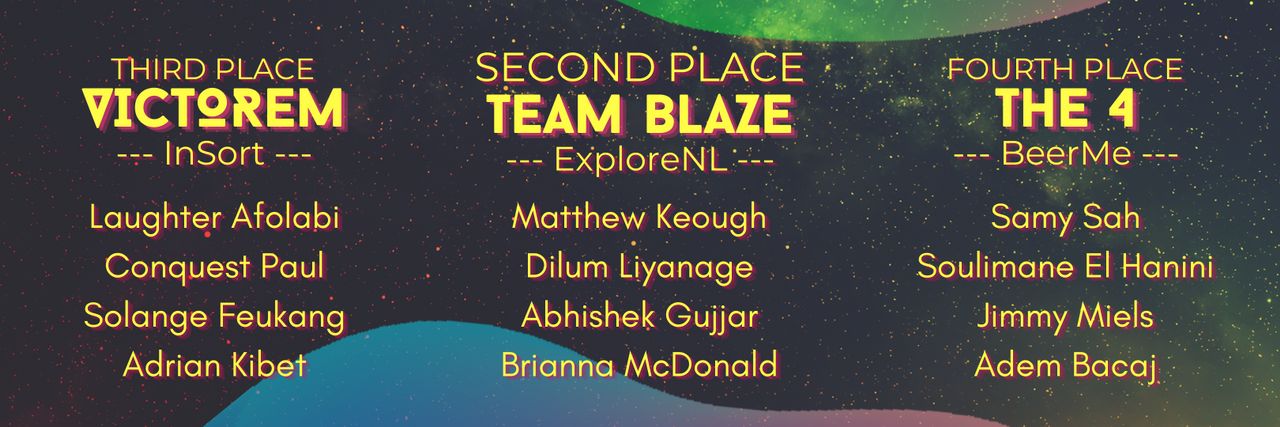 THIRD PLACE
VICTOREM
--- InSort ---
Laughter Afolabi
Conquest Paul
Solange Feukang
Adrian Kibet
SECOND PLACE
TEAM BLAZE
--- ExploreNL ---
Matthew Keough
Dilum Liyanage
Abhishek Gujjar
Brianna McDonald
FOURTH PLACE
THE 4
--- BeerMe ---
Samy Sah
Soulimane El Hanini
Jimmy Miels
Adem Bacaj